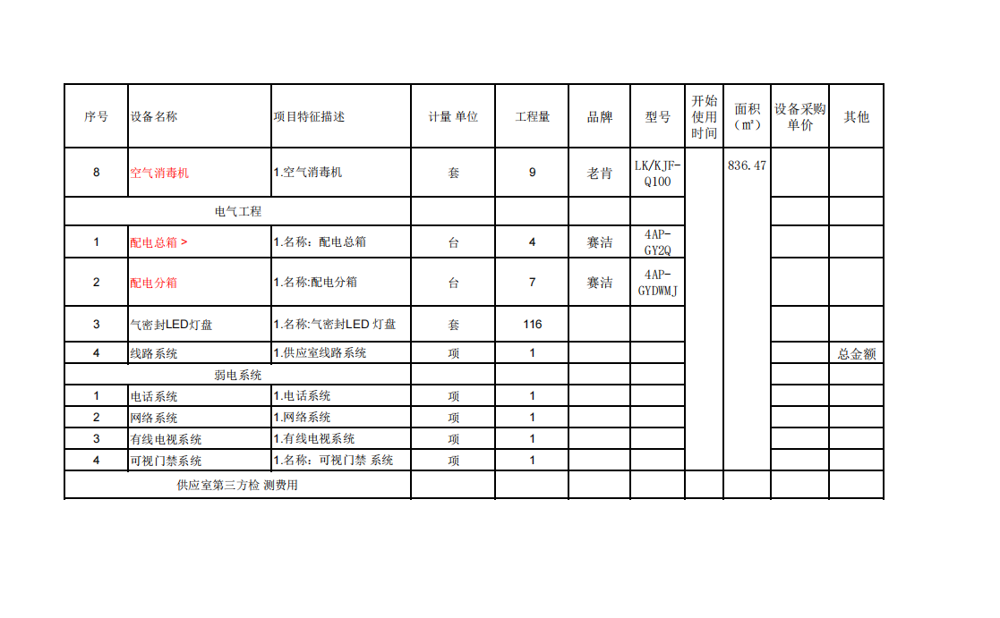 序号 设备名称 项目特征描述 计量 单位 工程量 品牌 型号 开始使用时间 面积（㎡） 设备采购单价 其他
8 空气消毒机 1.空气消毒机 套 9 老肯 LK/KJF-Q100 836.47
电气工程
1 配电总箱 > 1.名称：配电总箱 台 4 赛洁 4AP-GY2Q
2 配电分箱 1.名称:配电分箱 台 7 赛洁 4AP-GYDWMJ
3 气密封LED灯盘 1.名称:气密封LED 灯盘 套 116
4 线路系统 1.供应室线路系统 项 1 总金额
弱电系统
1 电话系统 1.电话系统 项 1
2 网络系统 1.网络系统 项 1
3 有线电视系统 1.有线电视系统 项 1
4 可视门禁系统 1.名称：可视门禁 系统 项 1
供应室第三方检 测费用